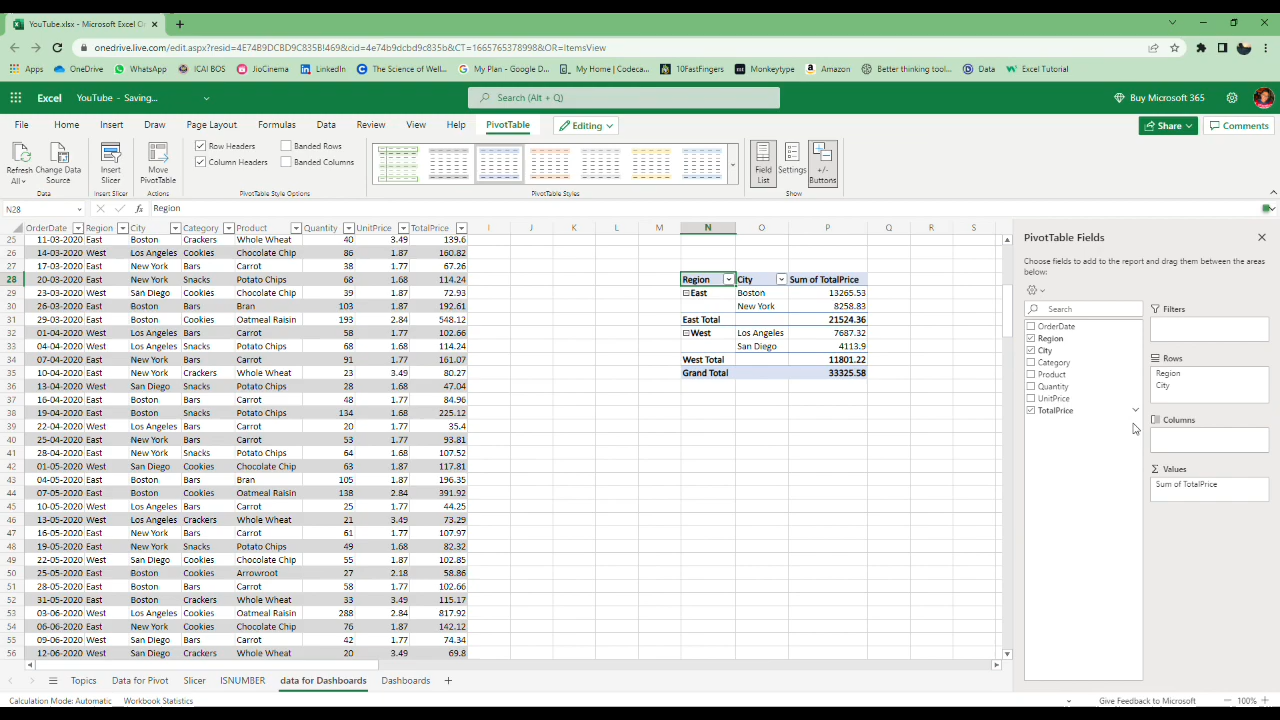 YouTube.xlsx - Microsoft Excel On
onedrive.live.com/edit.aspx?resid=4E74B9DCBD9C835B!469&cid=4e74b9dcbd9c835b&CT=1665765378998&OR=ItemsView
Apps OneDrive WhatsApp ICAI BOS JioCinema LinkedIn The Science of Well... My Plan - Google D... My Home | Codeca... 10FastFingers Monkeytype Amazon Better thinking tool... Data Excel Tutorial
Excel YouTube - Saving... Search (Alt + Q) Buy Microsoft 365
File Home Insert Draw Page Layout Formulas Data Review View Help PivotTable Editing Share Comments
Row Headers Banded Rows
Column Headers Banded Columns
Refresh All Change Data Source Insert Slicer Move PivotTable Field List Settings +/- Buttons
Data Insert Slicer Actions PivotTable Style Options PivotTable Styles Show
N28 fx Region
OrderDate Region City Category Product Quantity UnitPrice TotalPrice I J K L M N O P Q R S
25 11-03-2020 East Boston Crackers Whole Wheat 40 3.49 139.6
26 14-03-2020 West Los Angeles Cookies Chocolate Chip 86 1.87 160.82
27 17-03-2020 East New York Bars Carrot 38 1.77 67.26
28 20-03-2020 East New York Snacks Potato Chips 68 1.68 114.24 Region City Sum of TotalPrice
29 23-03-2020 West San Diego Cookies Chocolate Chip 39 1.87 72.93 East Boston 13265.53
30 26-03-2020 East Boston Bars Bran 103 1.87 192.61 New York 8258.83
31 29-03-2020 East Boston Cookies Oatmeal Raisin 193 2.84 548.12 East Total 21524.36
32 01-04-2020 West Los Angeles Bars Carrot 58 1.77 102.66 West Los Angeles 7687.32
33 04-04-2020 West Los Angeles Snacks Potato Chips 68 1.68 114.24 San Diego 4113.9
34 07-04-2020 East New York Bars Carrot 91 1.77 161.07 West Total 11801.22
35 10-04-2020 East New York Crackers Whole Wheat 23 3.49 80.27 Grand Total 33325.58
36 13-04-2020 West San Diego Snacks Potato Chips 28 1.68 47.04
37 16-04-2020 East Boston Bars Carrot 48 1.77 84.96
38 19-04-2020 East Boston Snacks Potato Chips 134 1.68 225.12
39 22-04-2020 West Los Angeles Bars Carrot 20 1.77 35.4
40 25-04-2020 East New York Bars Carrot 53 1.77 93.81
41 28-04-2020 East New York Snacks Potato Chips 64 1.68 107.52
42 01-05-2020 West San Diego Cookies Chocolate Chip 63 1.87 117.81
43 04-05-2020 East Boston Bars Bran 105 1.87 196.35
44 07-05-2020 East Boston Cookies Oatmeal Raisin 138 2.84 391.92
45 10-05-2020 West Los Angeles Bars Carrot 25 1.77 44.25
46 13-05-2020 West Los Angeles Crackers Whole Wheat 21 3.49 73.29
47 16-05-2020 East New York Bars Carrot 61 1.77 107.97
48 19-05-2020 East New York Snacks Potato Chips 49 1.68 82.32
49 22-05-2020 West San Diego Cookies Chocolate Chip 55 1.87 102.85
50 25-05-2020 East Boston Cookies Arrowroot 27 2.18 58.86
51 28-05-2020 East Boston Bars Carrot 58 1.77 102.66
52 31-05-2020 East Boston Crackers Whole Wheat 33 3.49 115.17
53 03-06-2020 West Los Angeles Cookies Oatmeal Raisin 288 2.84 817.92
54 06-06-2020 East New York Cookies Chocolate Chip 76 1.87 142.12
55 09-06-2020 West San Diego Bars Carrot 42 1.77 74.34
56 12-06-2020 West San Diego Crackers Whole Wheat 20 3.49 69.8
PivotTable Fields
Choose fields to add to the report and drag them between the areas
below:
Search
OrderDate
Region
City
Category
Product
Quantity
UnitPrice
TotalPrice
Filters
Rows
Region
City
Columns
Values
Sum of TotalPrice
Topics Data for Pivot Slicer ISNUMBER data for Dashboards Dashboards
Calculation Mode: Automatic Workbook Statistics Give Feedback to Microsoft 100%